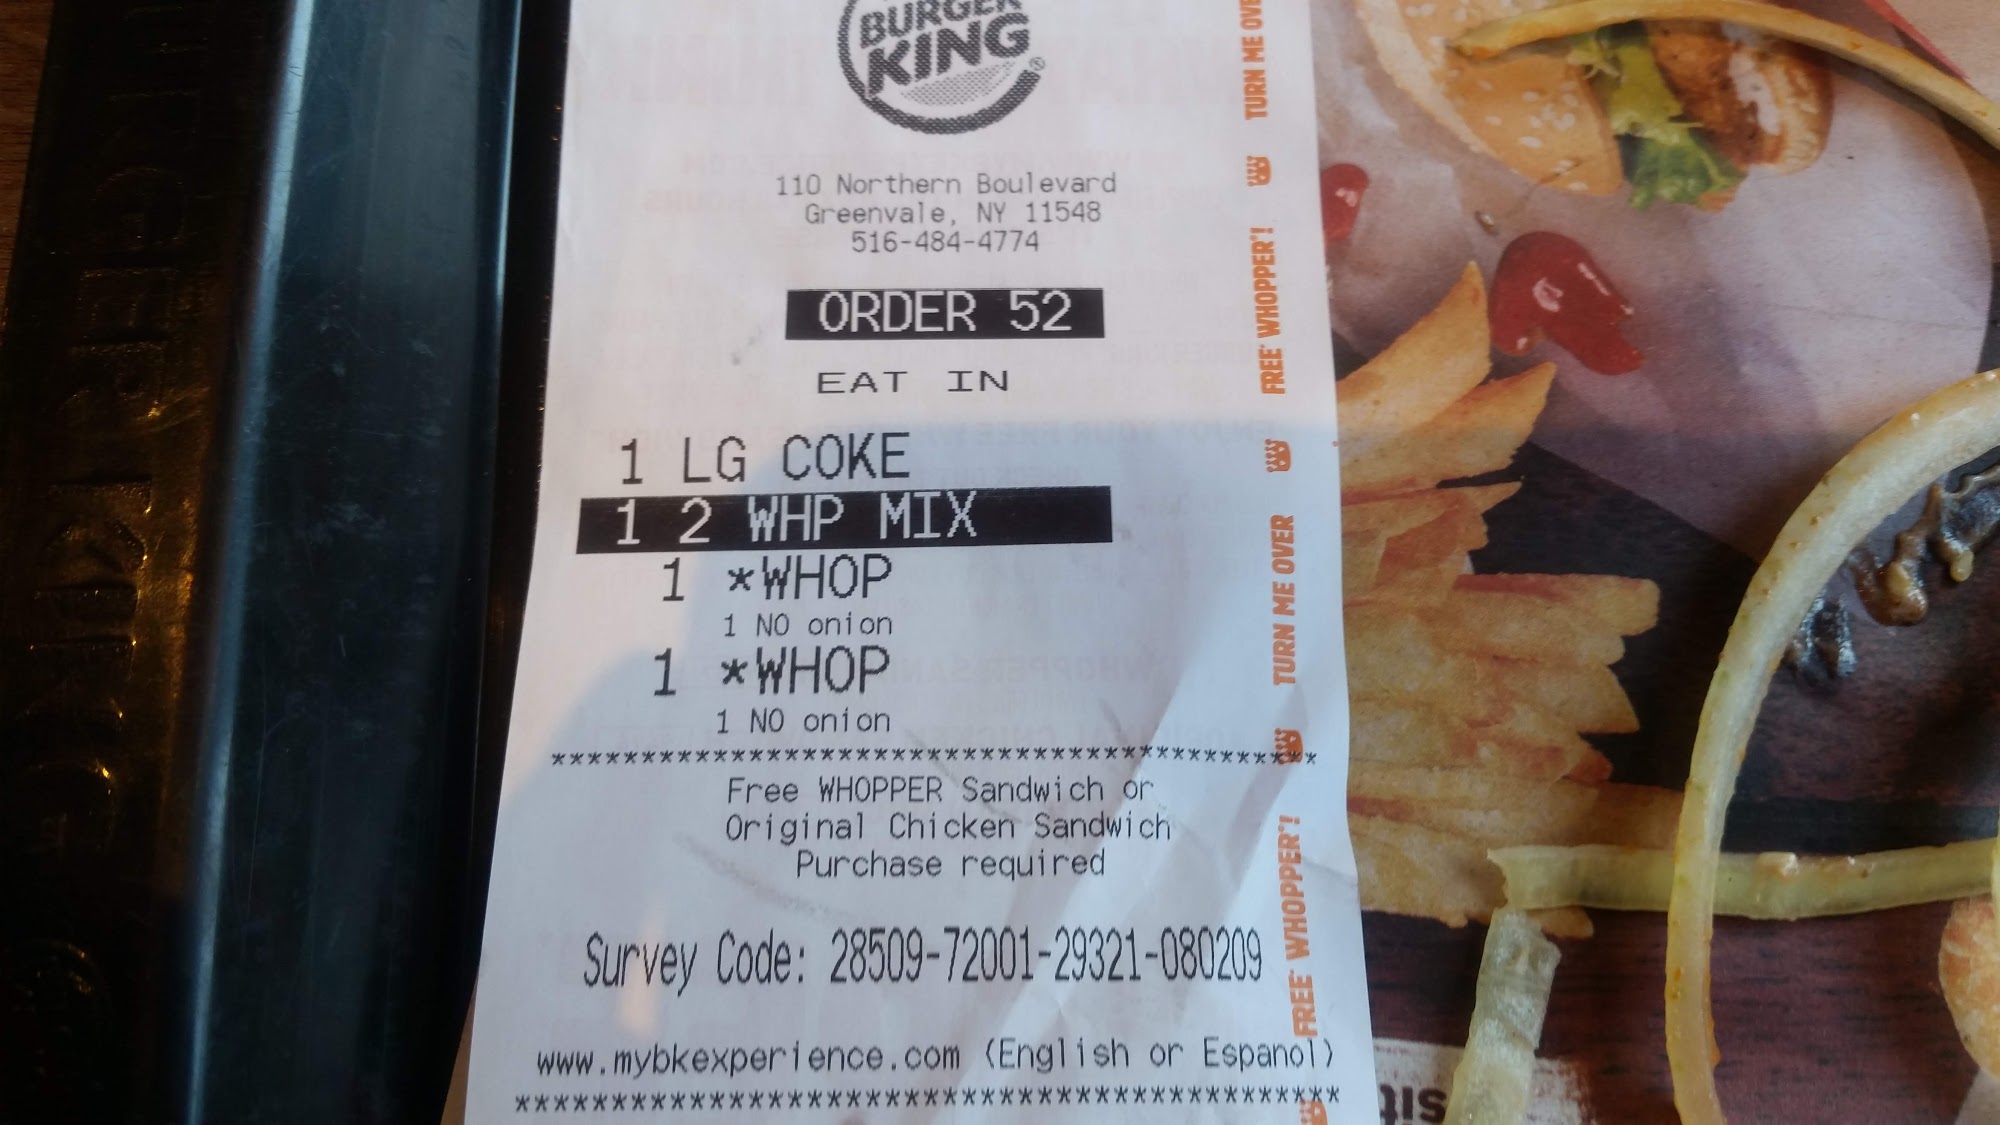 BURGER
KING®
110 Northern Boulevard
Greenvale, NY 11548
516-484-4774
ORDER 52
EAT IN
1 LG COKE
1 2 WHP MIX
1 *WHOP
1 NO onion
1 *WHOP
1 NO onion
*******************************************
Free WHOPPER Sandwich or
Original Chicken Sandwich
Purchase required
Survey Code: 28509-72001-29321-080209
www.mybkexperience.com (English or Espanol)
*******************************************
TURN ME OVER
FREE WHOPPER®!
TURN ME OVER
FREE WHOPPER®!
BURGER KING